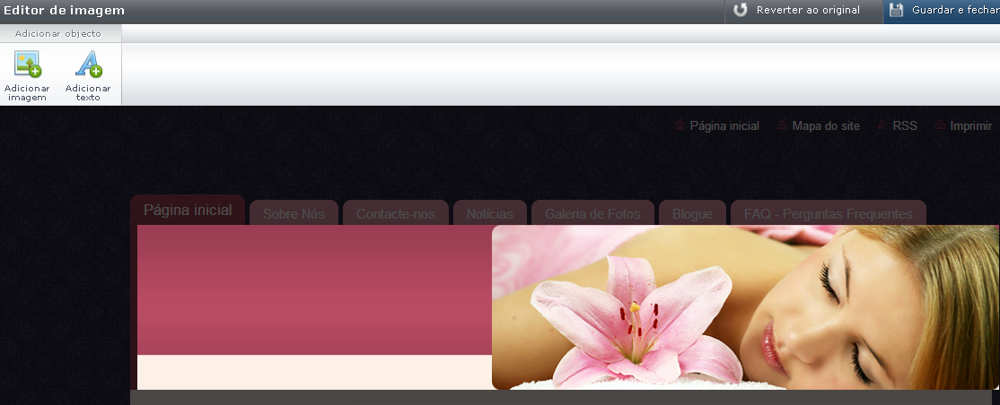 Editor de imagem
Reverter ao original
Guardar e fechar
Adicionar objecto
Adicionar imagem
Adicionar texto
Página inicial
Mapa do site
RSS
Imprimir
Página inicial
Sobre Nós
Contacte-nos
Notícias
Galeria de Fotos
Blogue
FAQ - Perguntas Frequentes